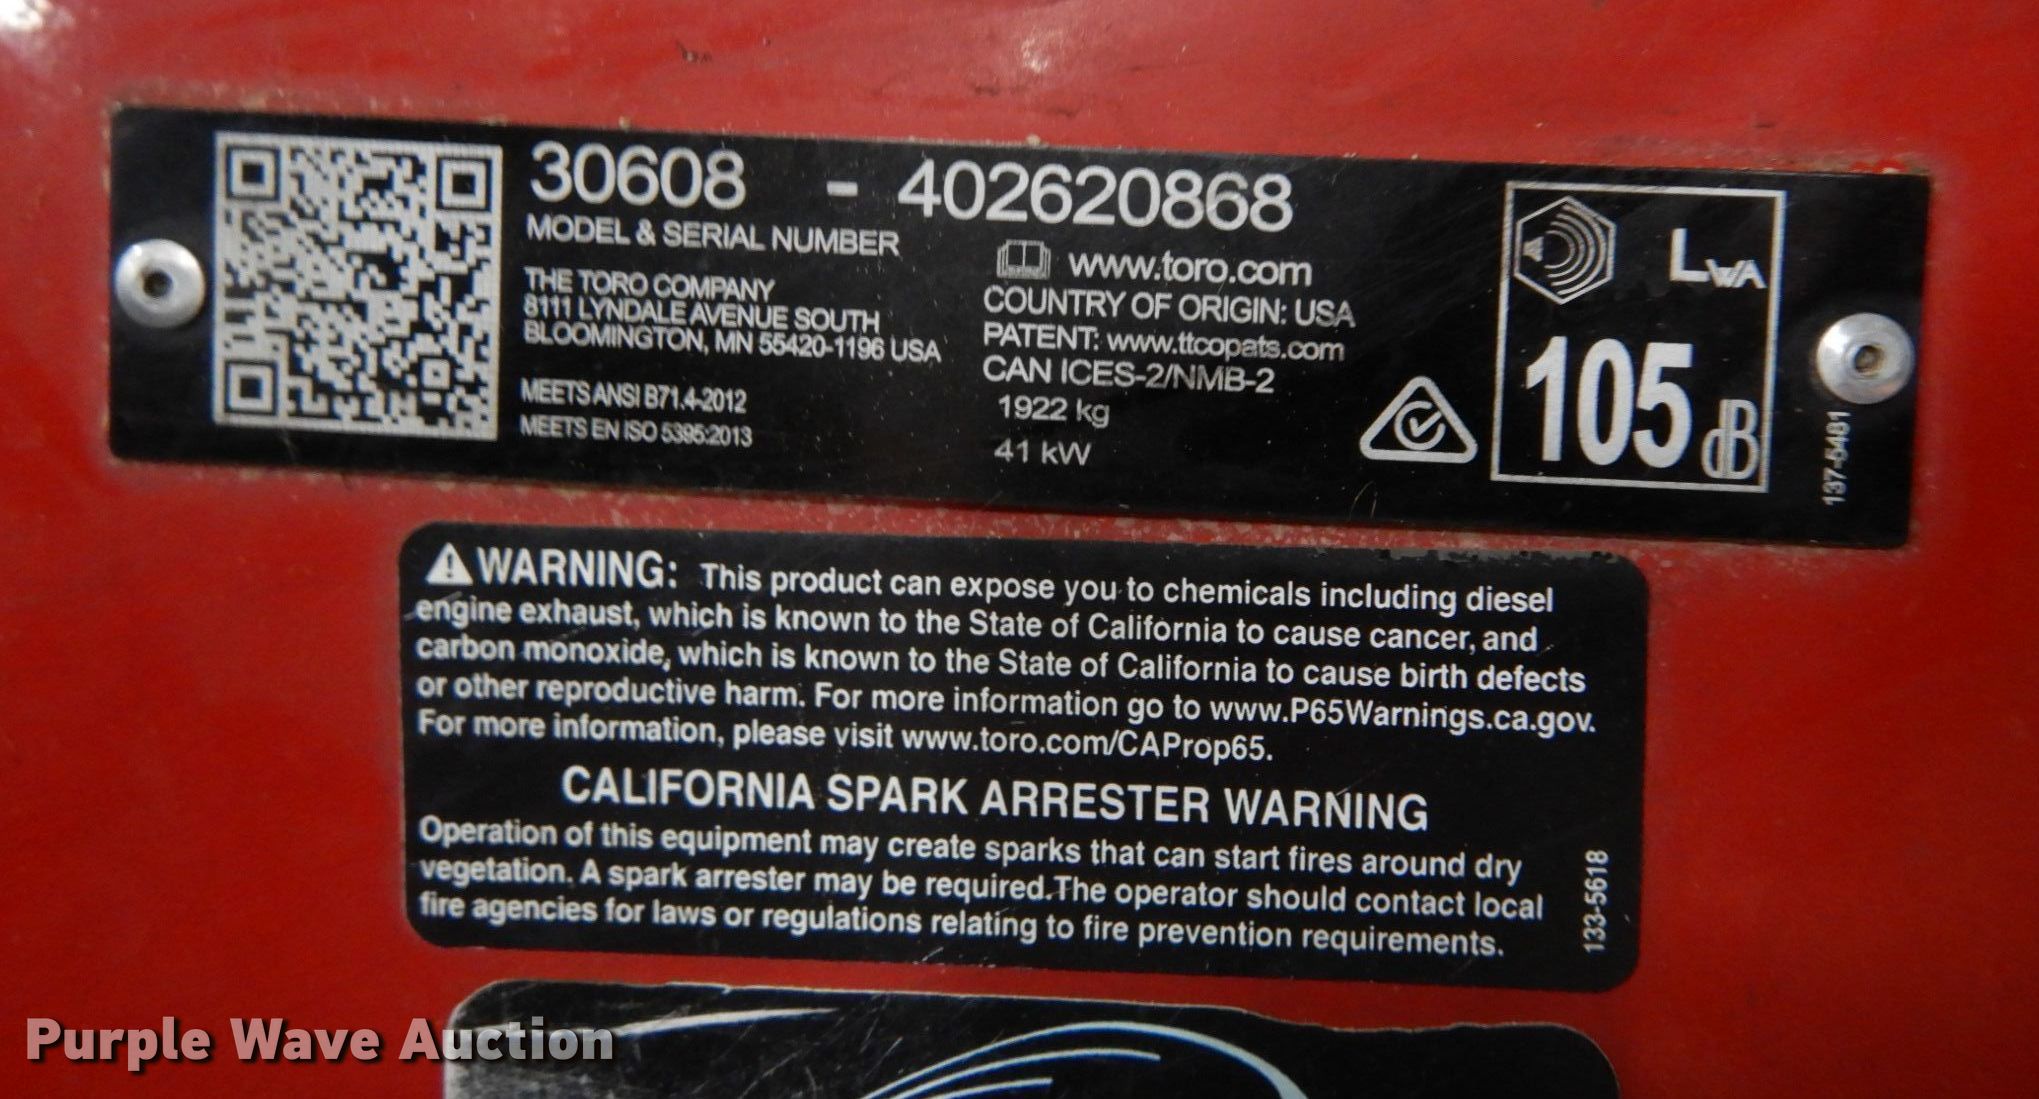 30608 - 402620868
MODEL & SERIAL NUMBER
THE TORO COMPANY
8111 LYNDALE AVENUE SOUTH
BLOOMINGTON, MN 55420-1196 USA
MEETS ANSI B71.4-2012
MEETS EN ISO 5395:2013
www.toro.com
COUNTRY OF ORIGIN: USA
PATENT: www.ttcopats.com
CAN ICES-2/NMB-2
1922 kg
41 kW
LWA
105 dB
137-5481
WARNING: This product can expose you to chemicals including diesel
engine exhaust, which is known to the State of California to cause cancer, and
carbon monoxide, which is known to the State of California to cause birth defects
or other reproductive harm. For more information go to www.P65Warnings.ca.gov.
For more information, please visit www.toro.com/CAProp65.
CALIFORNIA SPARK ARRESTER WARNING
Operation of this equipment may create sparks that can start fires around dry
vegetation. A spark arrester may be required.The operator should contact local
fire agencies for laws or regulations relating to fire prevention requirements.
133-5618
Purple Wave Auction